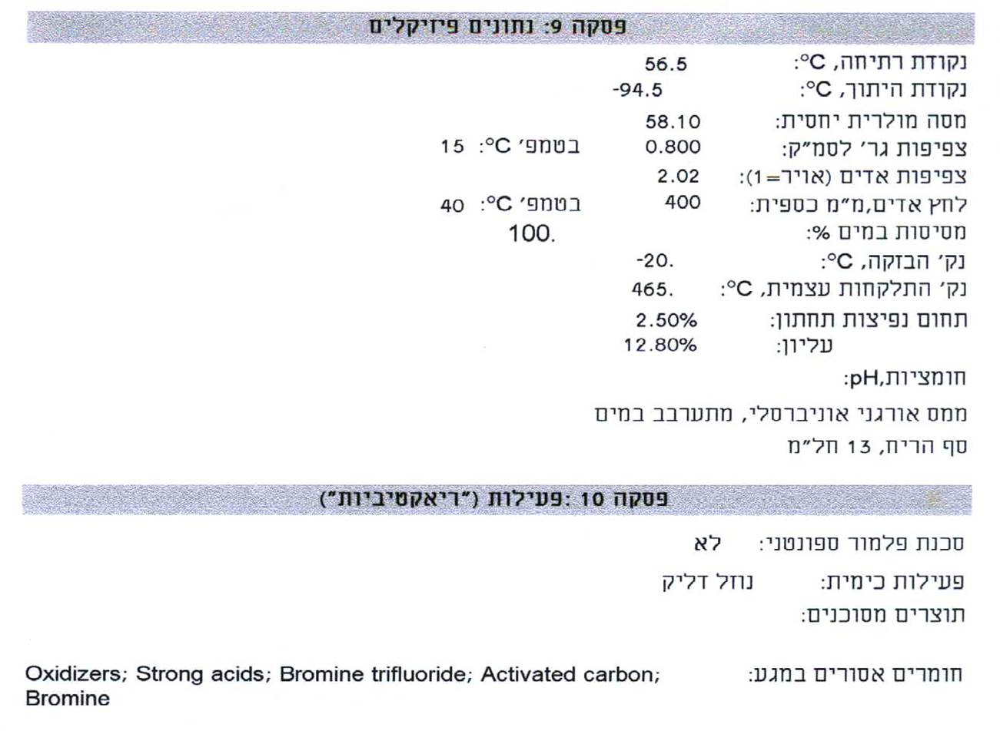 פסקה 9: נתונים פיזיקלים
נקודת רתיחה, °C: 56.5
נקודת היתוך, °C: -94.5
מסה מולרית יחסית: 58.10
צפיפות גר׳ לסמ״ק: 0.800 בטמפ׳ °C: 15
צפיפות אדים (אויר=1): 2.02
לחץ אדים,מ״מ כספית: 400 בטמפ׳ °C: 40
מסיסות במים %: 100.
נק׳ הבזקה, °C: -20.
נק׳ התלקחות עצמית, °C: 465.
תחום נפיצות תחתון: 2.50%
עליון: 12.80%
חומציות,pH:
ממס אורגני אוניברסלי, מתערבב במים
סף הריח, 13 חל״מ
פסקה 10 :פעילות (״ריאקטיביות״)
סכנת פלמור ספונטני: לא
פעילות כימית: נוזל דליק
תוצרים מסוכנים:
חומרים אסורים במגע: Oxidizers; Strong acids; Bromine trifluoride; Activated carbon;
Bromine